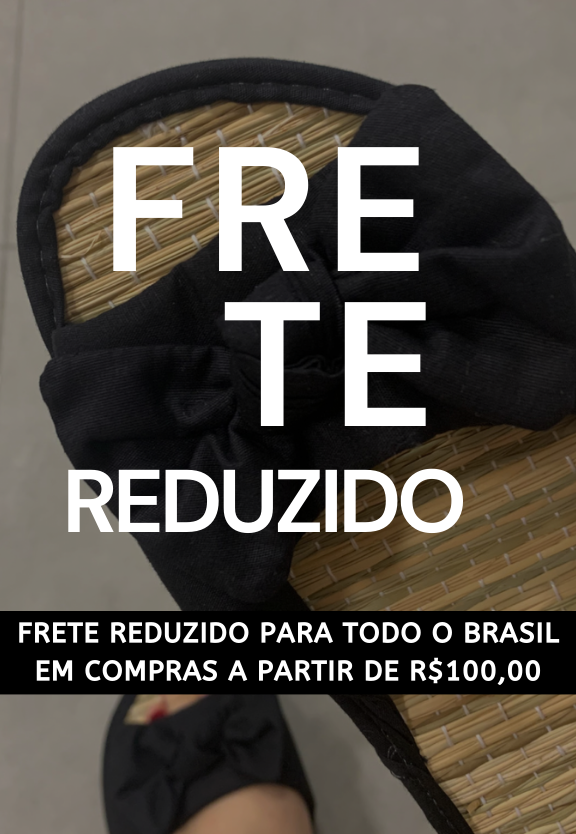 FRE
TE
REDUZIDO
FRETE REDUZIDO PARA TODO O BRASIL
EM COMPRAS A PARTIR DE R$100,00